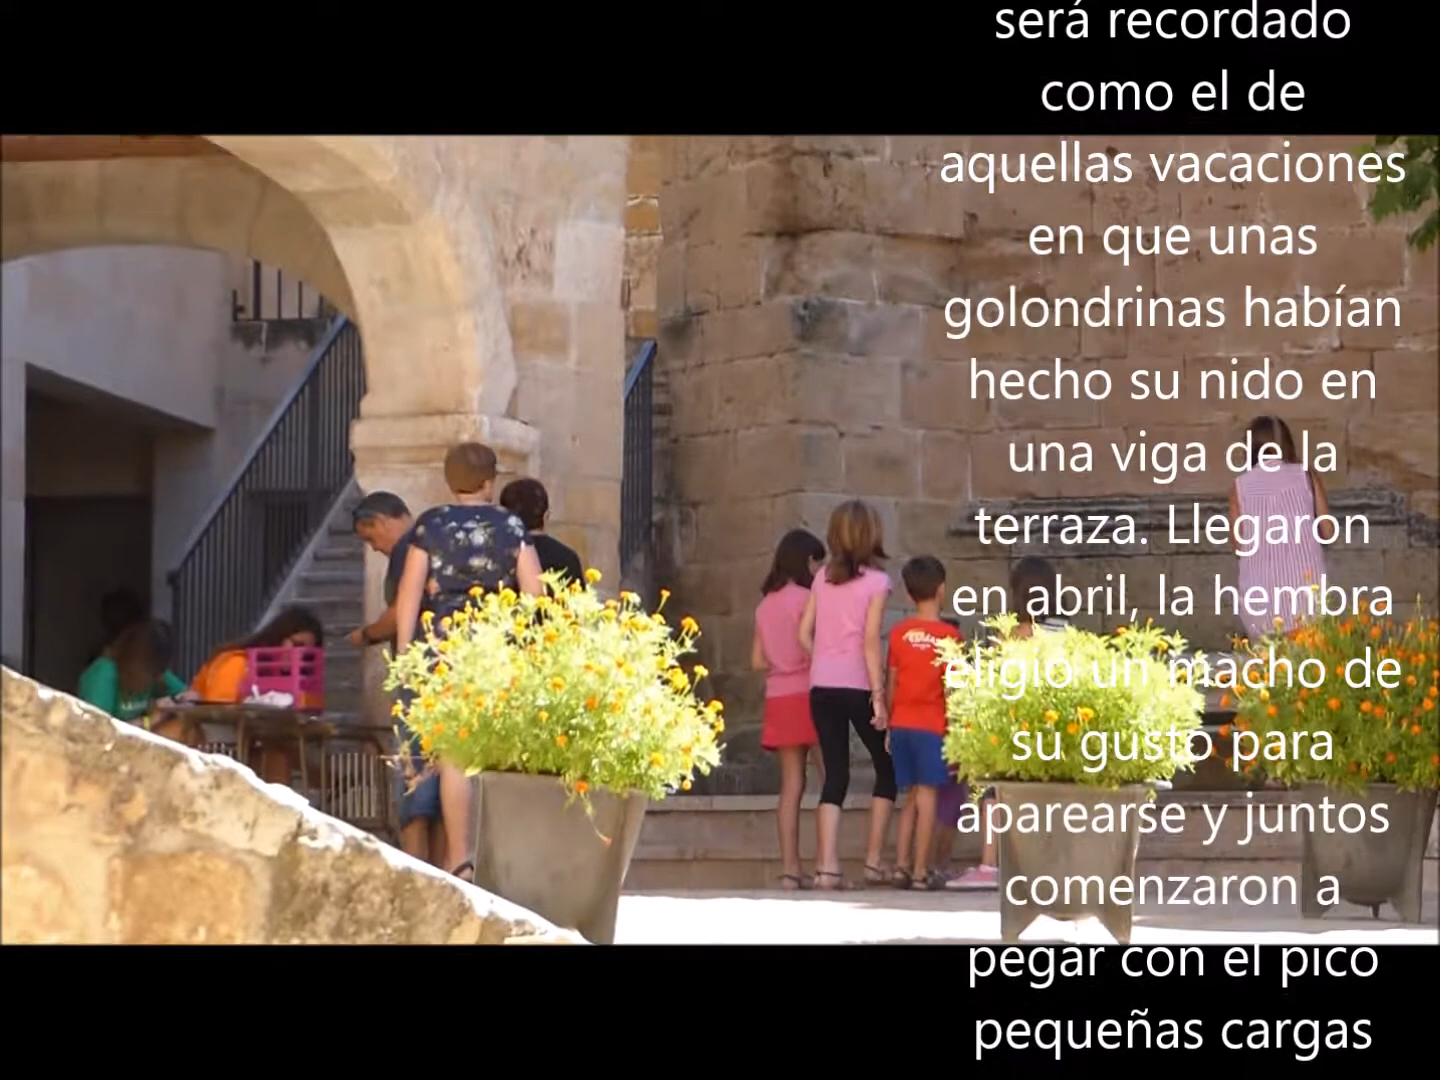 será recordado
como el de
aquellas vacaciones
en que unas
golondrinas habían
hecho su nido en
una viga de la
terraza. Llegaron
en abril, la hembra
eligió un macho de
su gusto para
aparearse y juntos
comenzaron a
pegar con el pico
pequeñas cargas